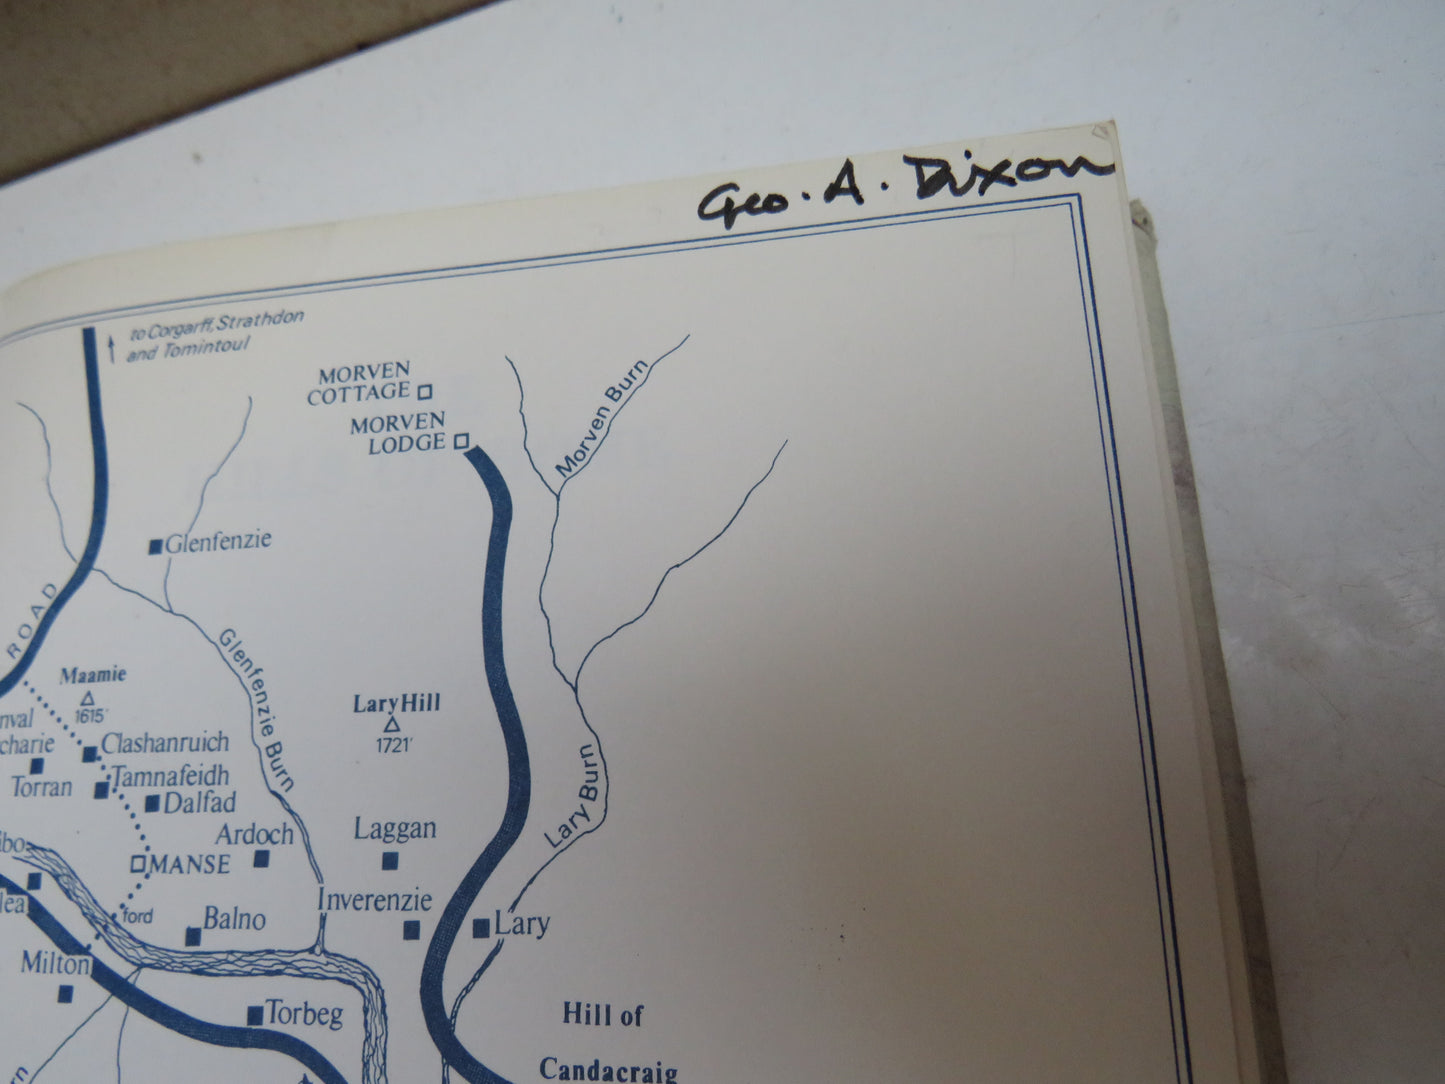 Geo. A. Dixon
to Corgarff, Strathdon
and Tomintoul
MORVEN
COTTAGE
MORVEN
LODGE
Morven Burn
Glenfenzie
ROAD
Glenfenzie Burn
Maamie
1615'
Lary Hill
1721'
Clashanruich
Torran
Tamnafeidh
Dalfad
Lary Burn
Ardoch
Laggan
MANSE
Inverenzie
ford
Balno
Lary
Milton
Torbeg
Hill of
Candacraig